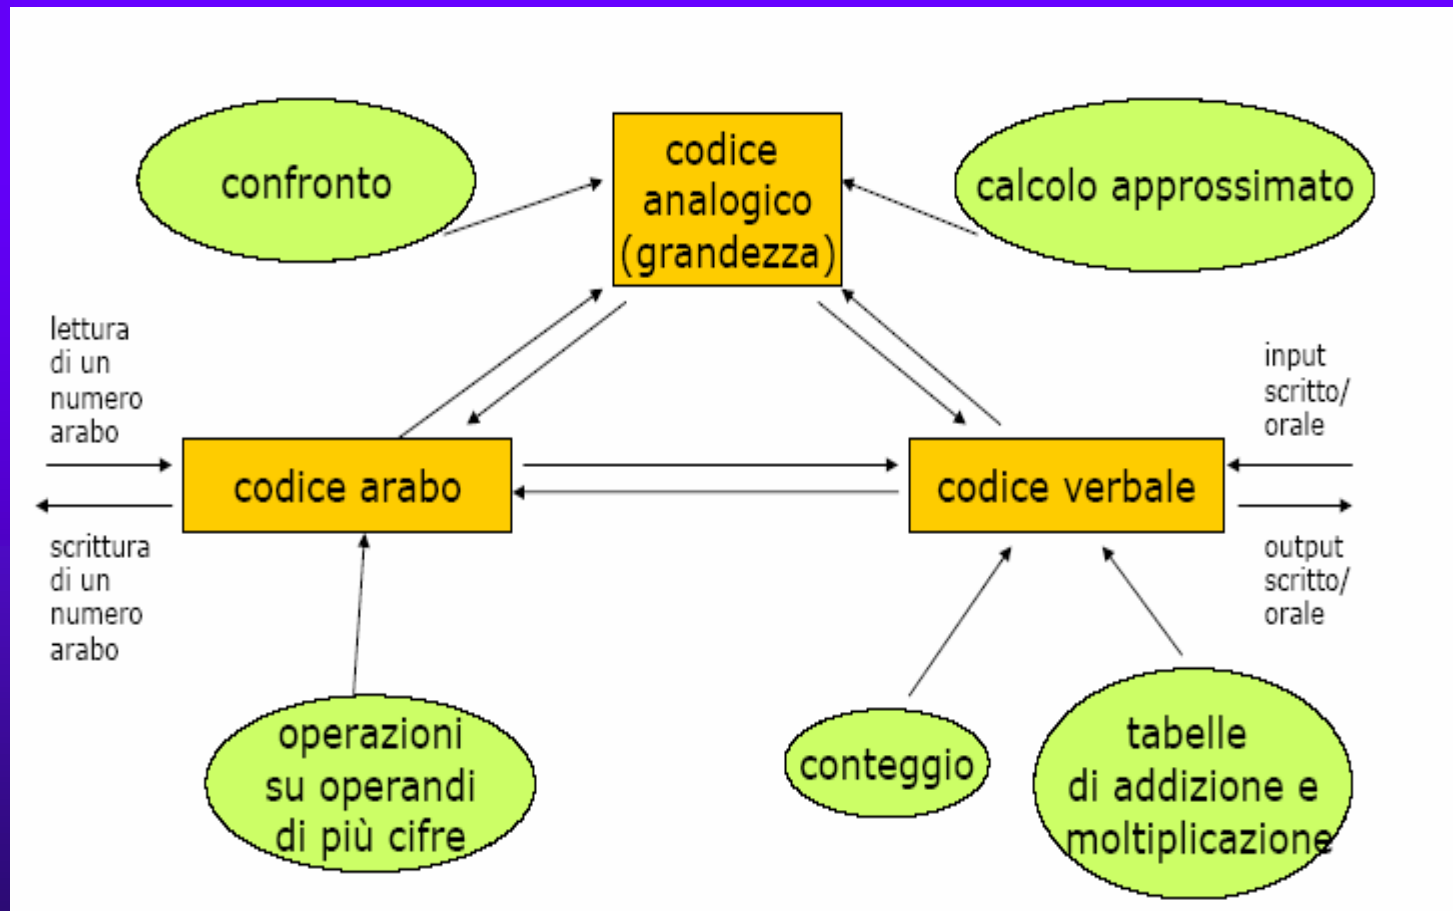 confronto
codice
analogico
(grandezza)
calcolo approssimato
lettura
di un
numero
arabo
input
scritto/
orale
codice arabo
codice verbale
scrittura
di un
numero
arabo
output
scritto/
orale
operazioni
su operandi
di più cifre
conteggio
tabelle
di addizione e
moltiplicazione